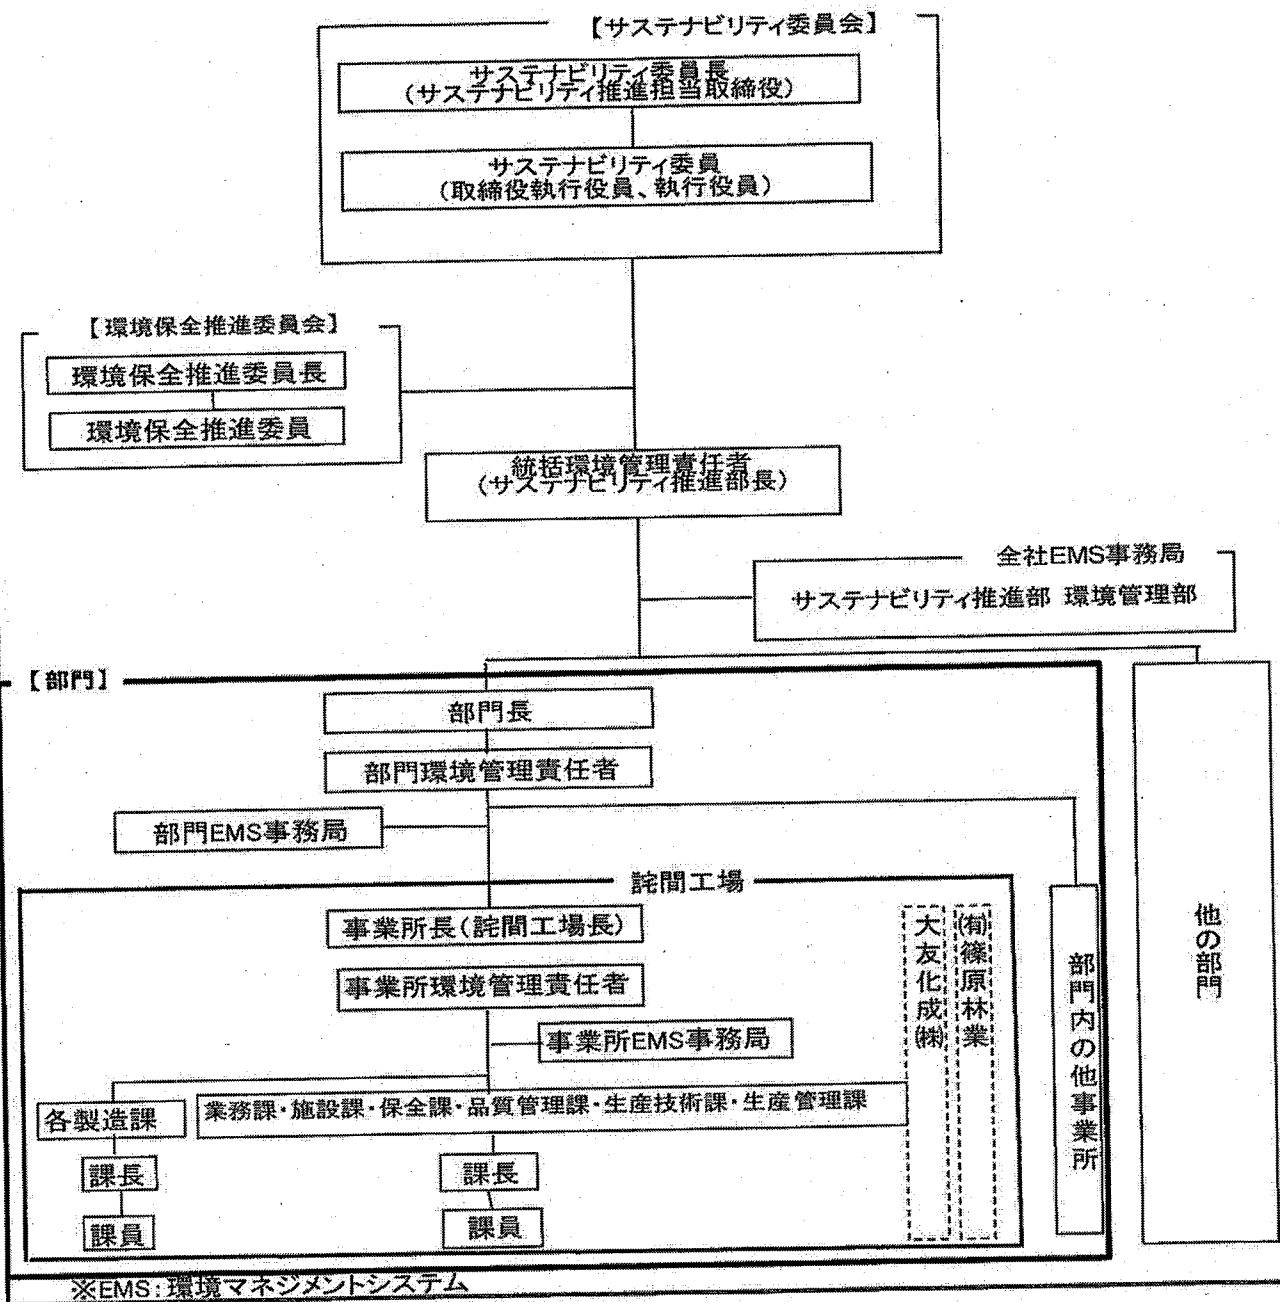 【サステナビリティ委員会】
サステナビリティ委員長
(サステナビリティ推進担当取締役)
サステナビリティ委員
(取締役執行役員、執行役員)
【環境保全推進委員会】
環境保全推進委員長
環境保全推進委員
統括環境管理責任者
(サステナビリティ推進部長)
全社EMS事務局
サステナビリティ推進部 環境管理部
【部門】
部門長
部門環境管理責任者
部門EMS事務局
詫間工場
事業所長(詫間工場長)
事業所環境管理責任者
事業所EMS事務局
各製造課
業務課・施設課・保全課・品質管理課・生産技術課・生産管理課
課長
課員
課長
課員
大友化成㈱
㈲篠原林業
部門内の他事業所
他の部門
※EMS:環境マネジメントシステム